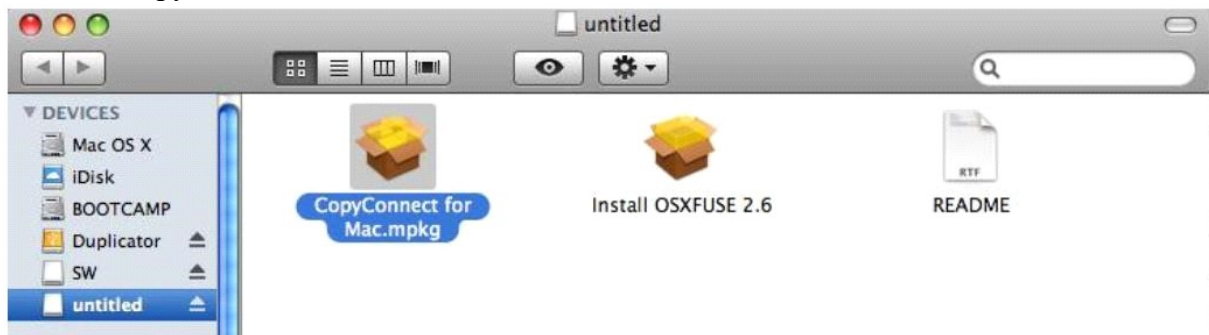 untitled
DEVICES
Mac OS X
iDisk
BOOTCAMP
Duplicator
SW
untitled
CopyConnect for
Mac.mpkg
Install OSXFUSE 2.6
RTF
README